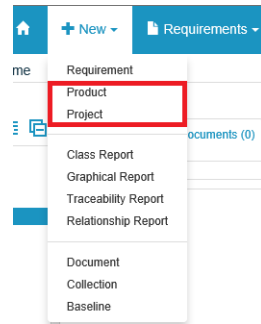 New Requirements
me Requirement
Product
Project
ocuments (0)
Class Report
Graphical Report
Traceability Report
Relationship Report
Document
Collection
Baseline